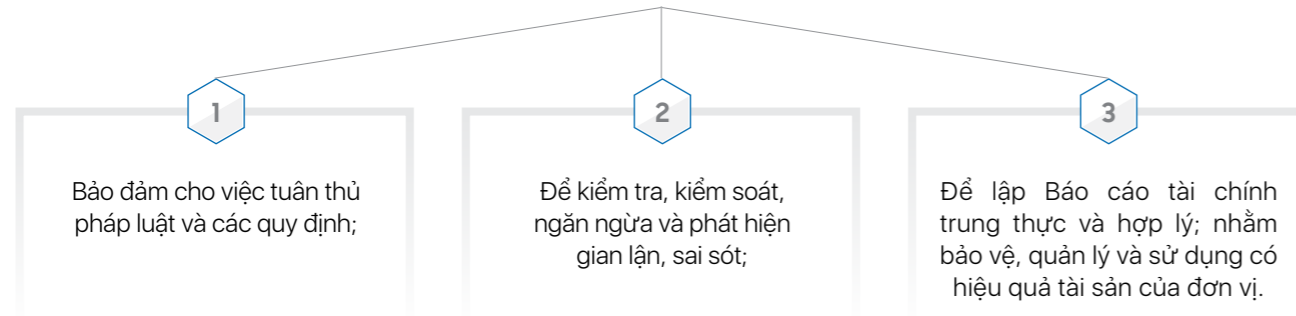 1
Bảo đảm cho việc tuân thủ
pháp luật và các quy định;
2
Để kiểm tra, kiểm soát,
ngăn ngừa và phát hiện
gian lận, sai sót;
3
Để lập Báo cáo tài chính
trung thực và hợp lý; nhằm
bảo vệ, quản lý và sử dụng có
hiệu quả tài sản của đơn vị.